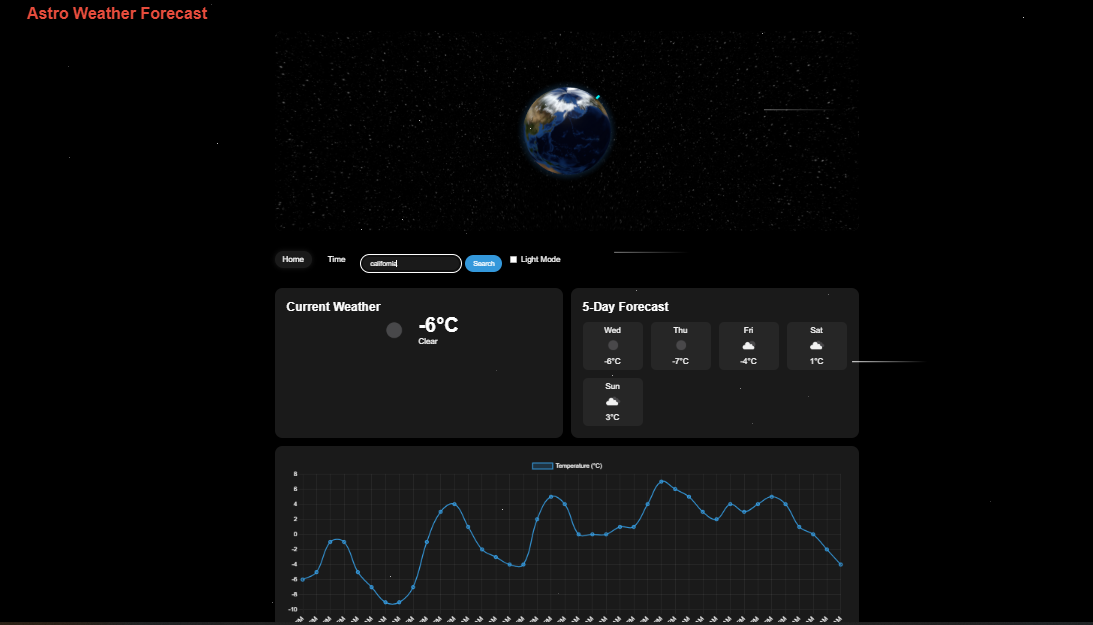 Astro Weather Forecast
Home Time california Search Light Mode
Current Weather
-6°C
Clear
5-Day Forecast
Wed Thu Fri Sat
-6°C -7°C -4°C 1°C
Sun
3°C
Temperature (°C)
8
6
4
2
0
-2
-4
-6
-8
-10